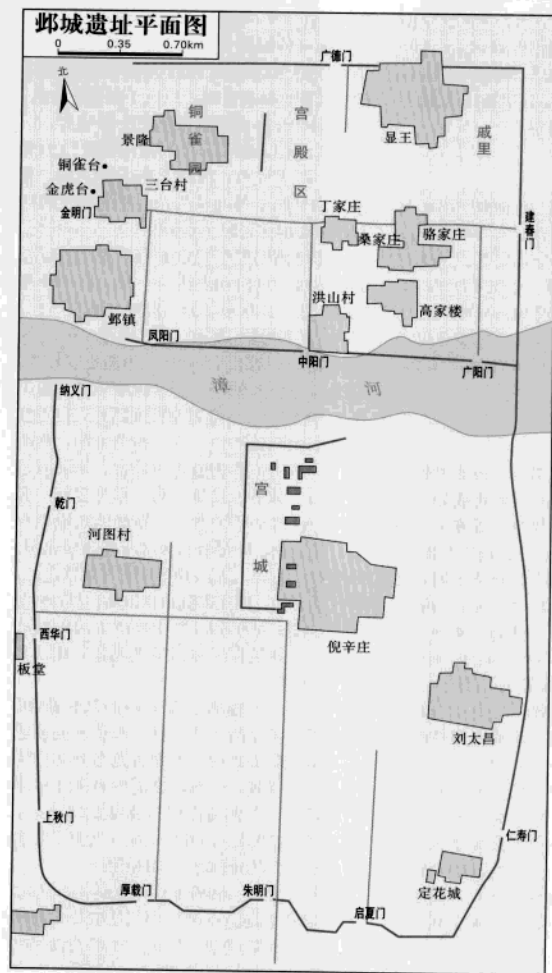 邺城遗址平面图
0 0.35 0.70km
北
广德门
铜雀园
宫殿区
景隆
显王
戚里
铜雀台
三台村
金虎台
金明门
丁家庄
桑家庄
骆家庄
建春门
洪山村
高家楼
邺镇
凤阳门
中阳门
广阳门
纳义门
漳河
乾门
宫城
河图村
西华门
倪辛庄
板堂
刘太昌
上秋门
仁寿门
厚载门
朱明门
启夏门
定花城